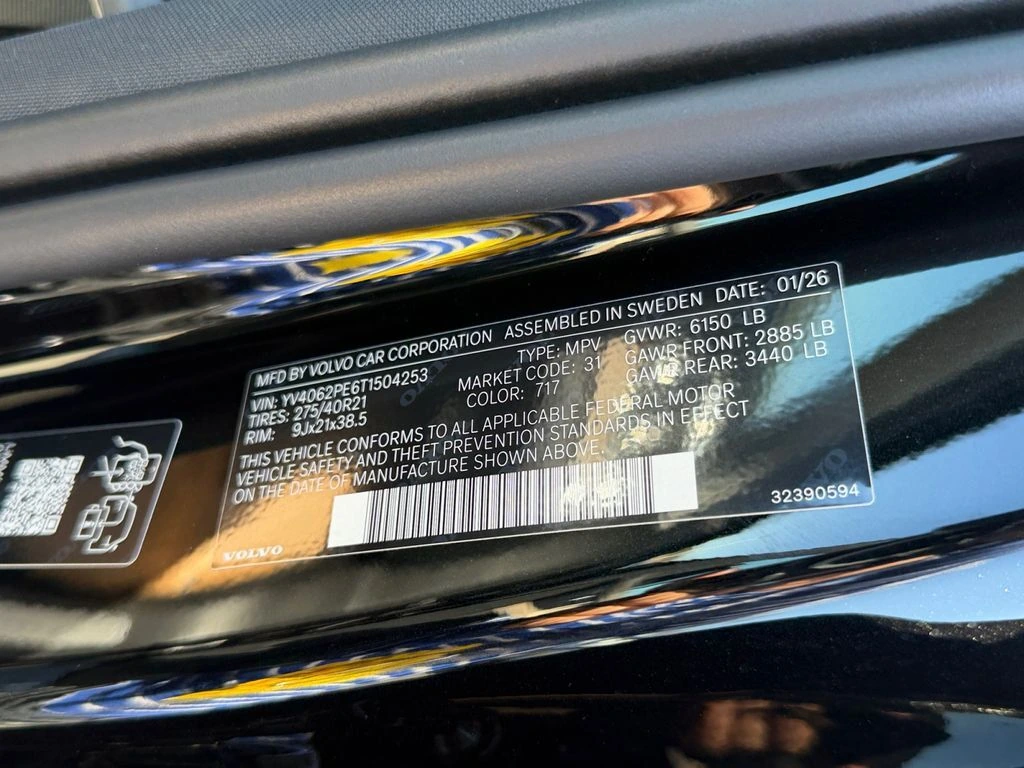 MFD BY VOLVO CAR CORPORATION ASSEMBLED IN SWEDEN DATE: 01/26
VIN: YV4062PE6T1504253 TYPE: MPV GVWR: 6150 LB
TIRES: 275/40R21 MARKET CODE: 31 GAWR FRONT: 2885 LB
RIM: 9Jx21x38.5 COLOR: 717 GAWR REAR: 3440 LB
THIS VEHICLE CONFORMS TO ALL APPLICABLE FEDERAL MOTOR
VEHICLE SAFETY AND THEFT PREVENTION STANDARDS IN EFFECT
ON THE DATE OF MANUFACTURE SHOWN ABOVE.
32390594
VOLVO